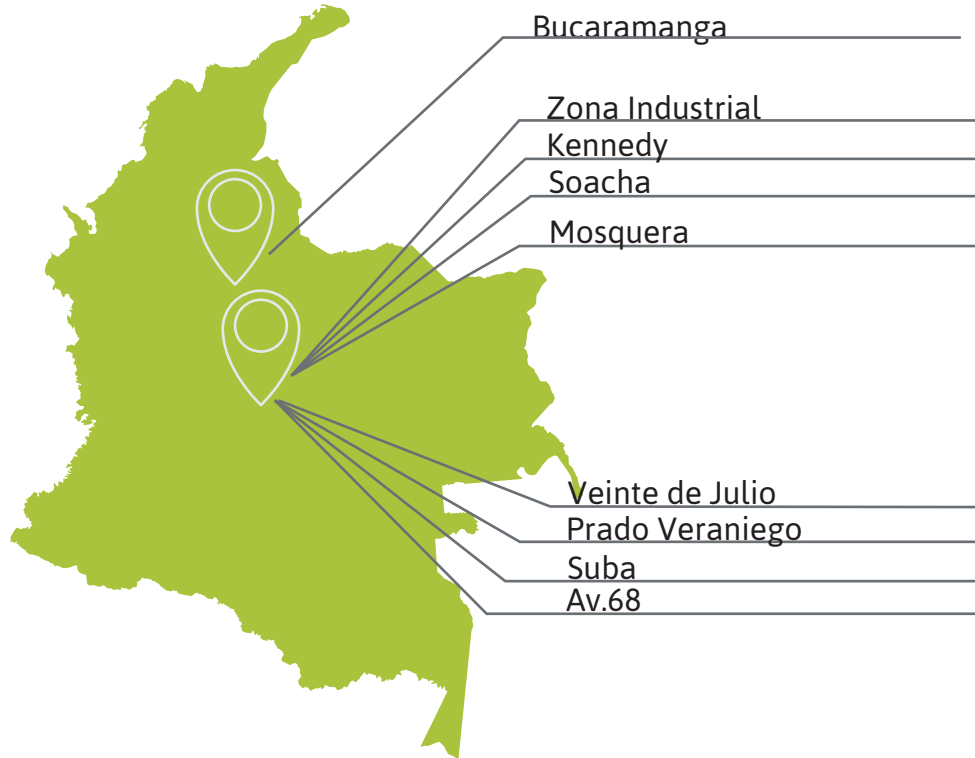 Bucaramanga
Zona Industrial
Kennedy
Soacha
Mosquera
Veinte de Julio
Prado Veraniego
Suba
Av.68